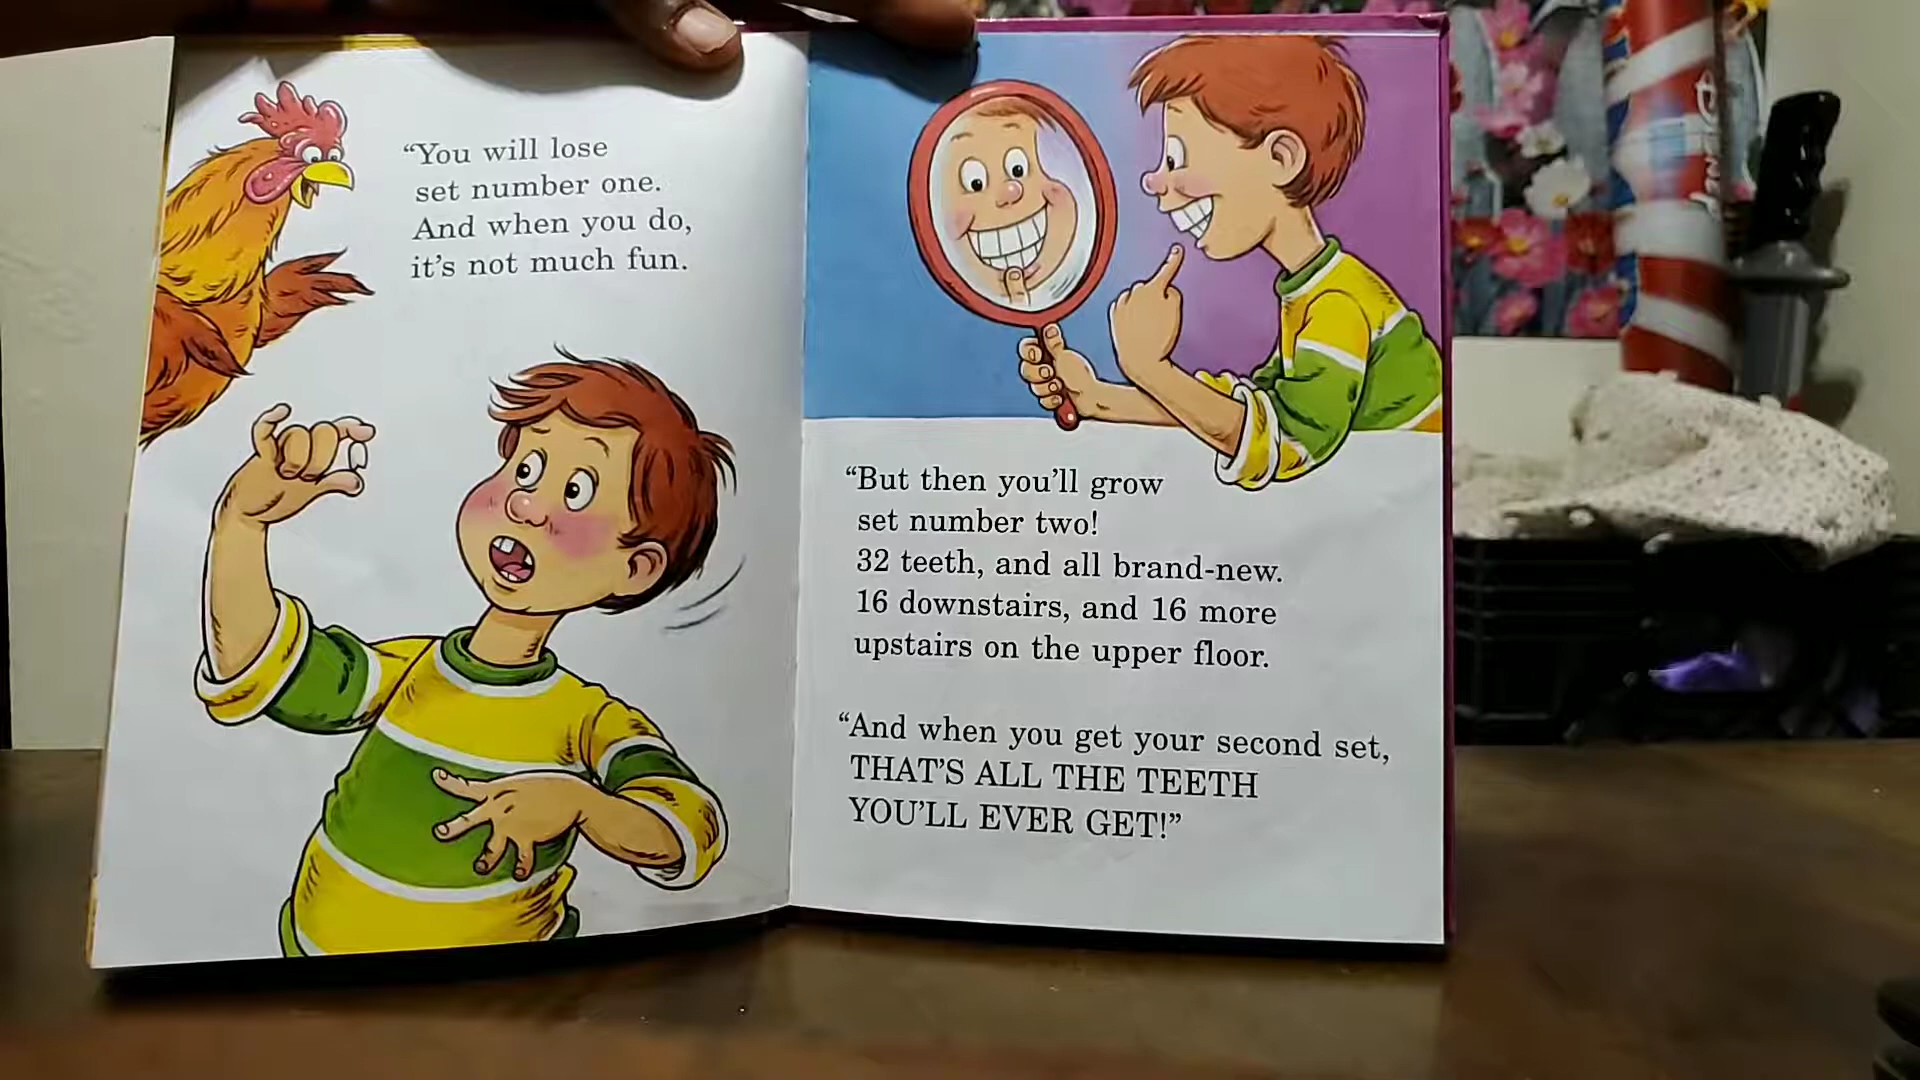 “You will lose
set number one.
And when you do,
it’s not much fun.
“But then you’ll grow
set number two!
32 teeth, and all brand-new.
16 downstairs, and 16 more
upstairs on the upper floor.
“And when you get your second set,
THAT’S ALL THE TEETH
YOU’LL EVER GET!”